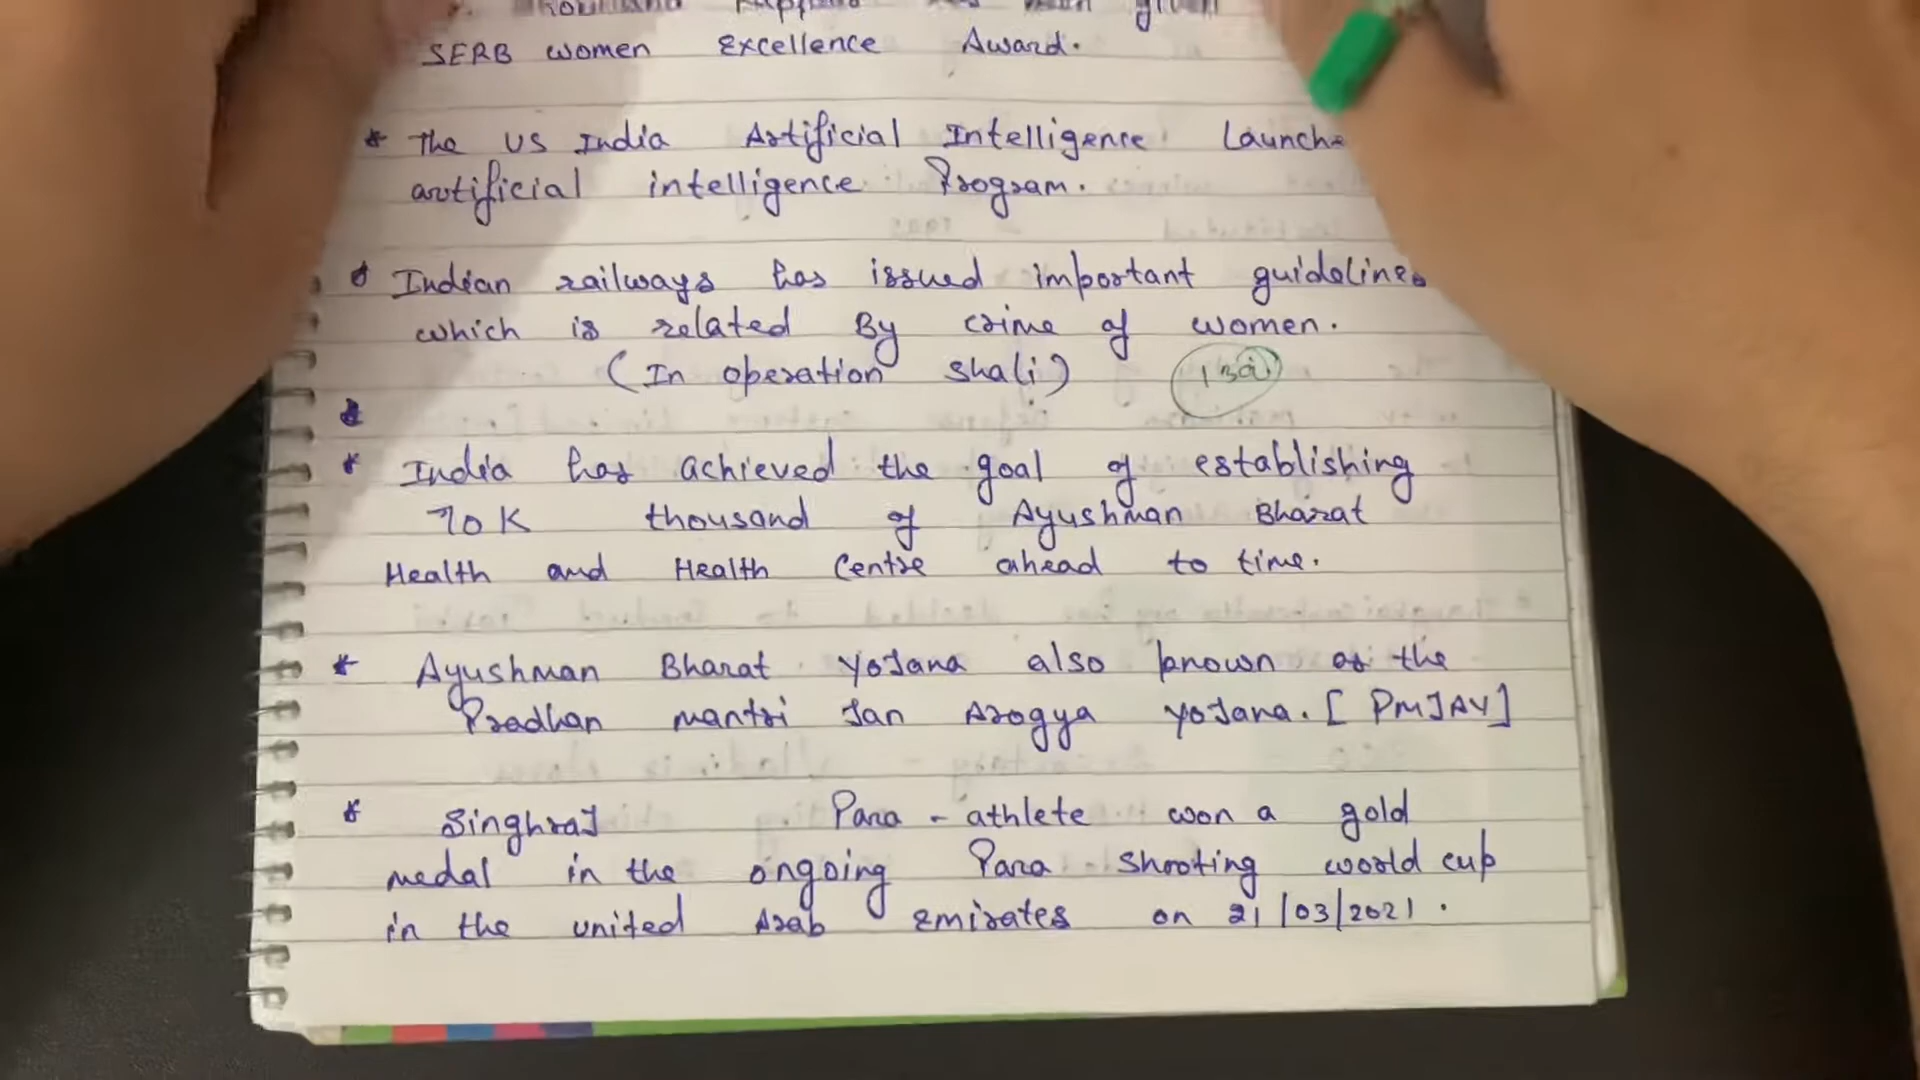 given
SERB women Excellence Award.
* The US India Artificial Intelligence Launch
artificial intelligence Program.
Indian railways has issued important guidelines
which is related By crime of women.
(In operation Shali)
* India has achieved the goal of establishing
70K thousand of Ayushman Bharat
Health and Health Centre ahead to time.
* Ayushman Bharat YoJana also known as the
Pradhan mantri Jan Arogya YoJana. [PMJAY]
* SinghraJ Para-athlete won a gold
medal in the ongoing Para-Shooting world cup
in the united Arab Emirates on 21/03/2021.